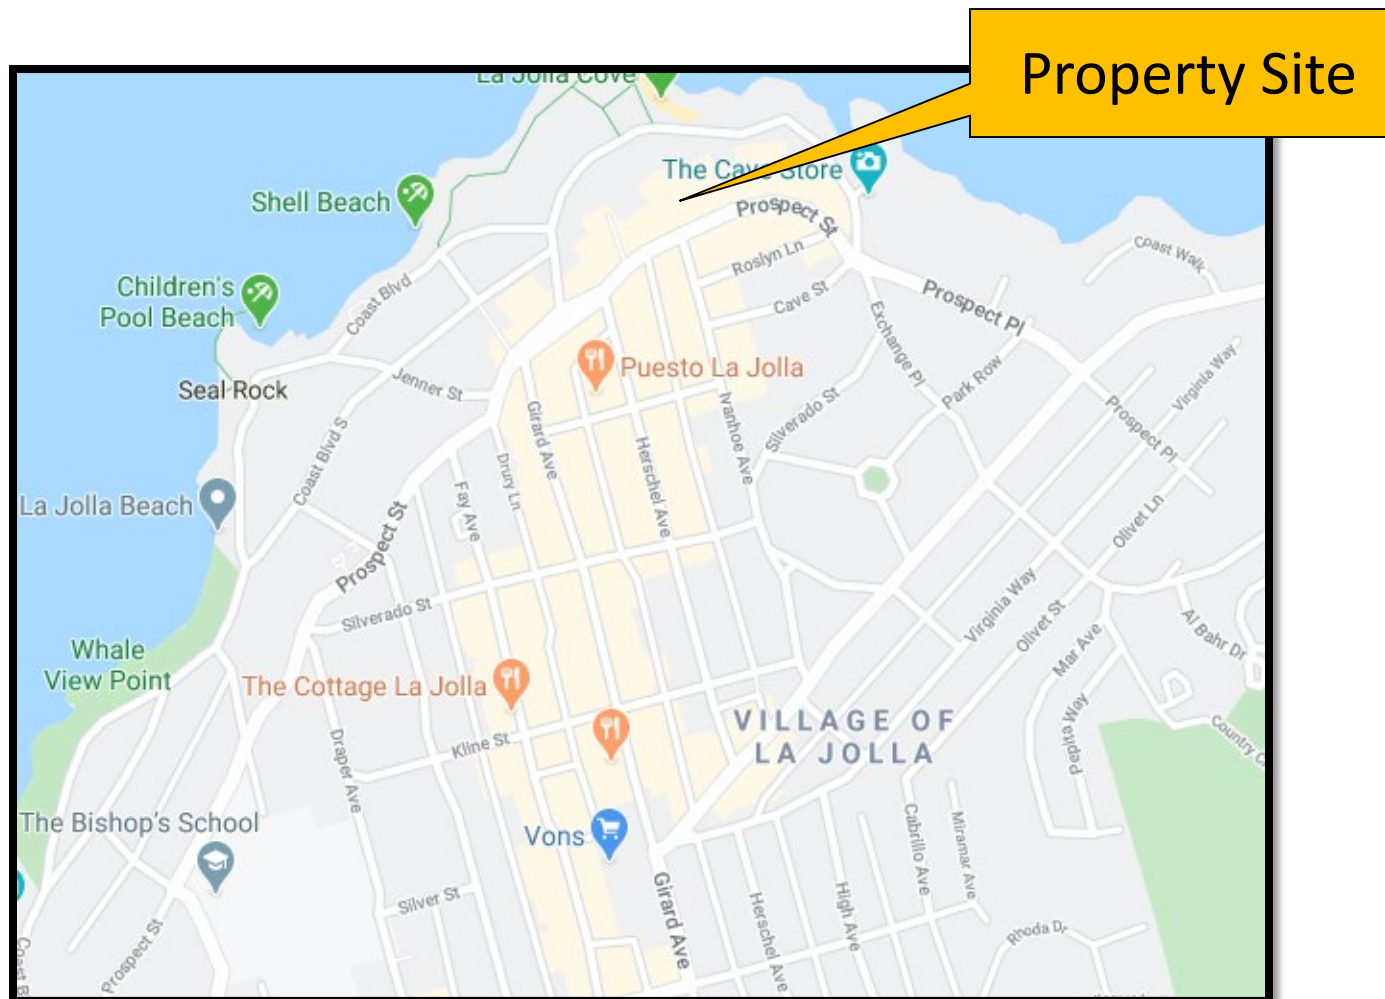 Property Site
La Jolla Cove
The Cave Store
Shell Beach
Prospect St
Coast Walk
Roslyn Ln
Children's
Pool Beach
Coast Blvd
Cave St
Prospect Pl
Exchange Pl
Puesto La Jolla
Seal Rock
Jenner St
Park Row
Virginia Way
Girard Ave
Ivanhoe Ave
Silverado St
Prospect Pl
Coast Blvd S
Drury Ln
Herschel Ave
La Jolla Beach
Fay Ave
Prospect St
Olivet Ln
Silverado St
Virginia Way
Olivet St
Mar Ave
Al Bahr Dr
Whale
View Point
The Cottage La Jolla
VILLAGE OF
LA JOLLA
Kline St
Draper Ave
Pepita Way
Country
The Bishop's School
Vons
Cabrillo Ave
Miramar Ave
Silver St
Girard Ave
Herschel Ave
High Ave
Rhoda Dr
Prospect St
Coast B